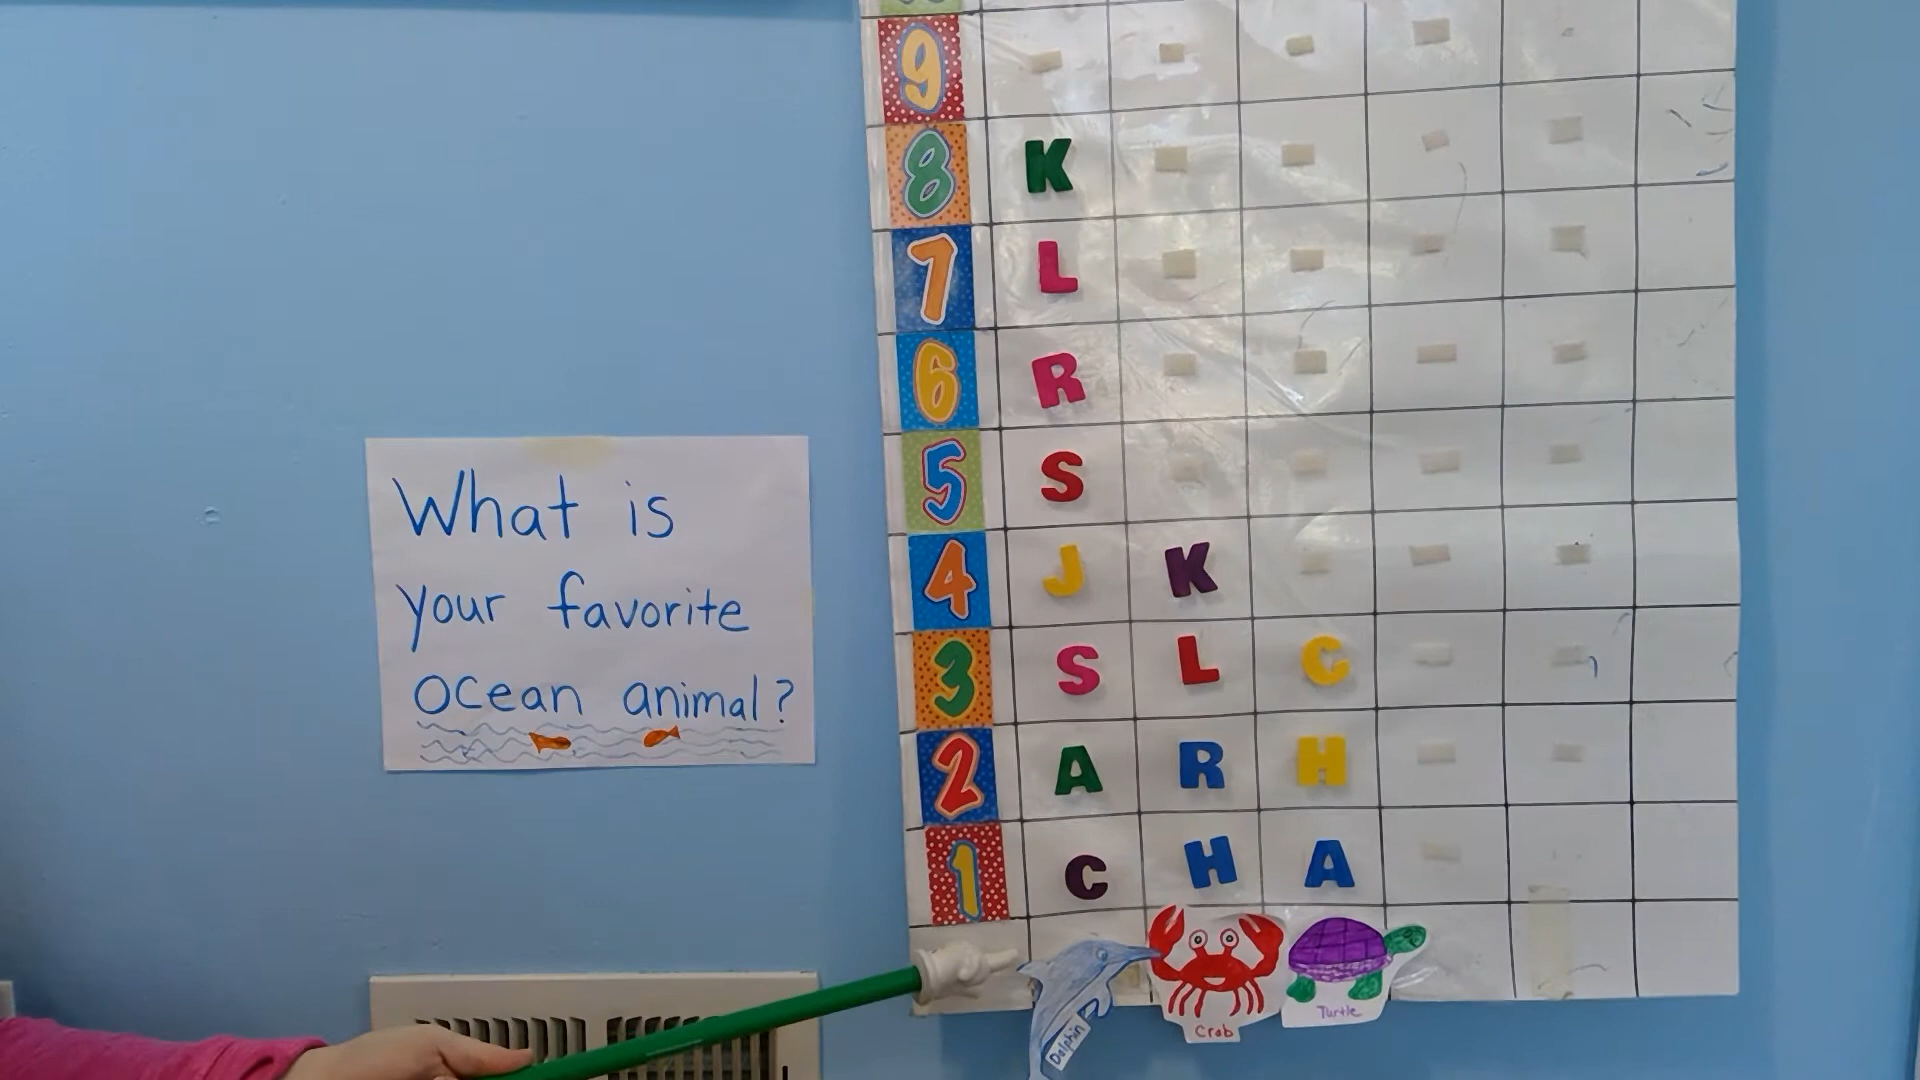 What is
your favorite
ocean animal?
9
8 K
7 L
6 R
5 S
4 J K
3 S L C
2 A R H
1 C H A
Dolphin Crab Turtle